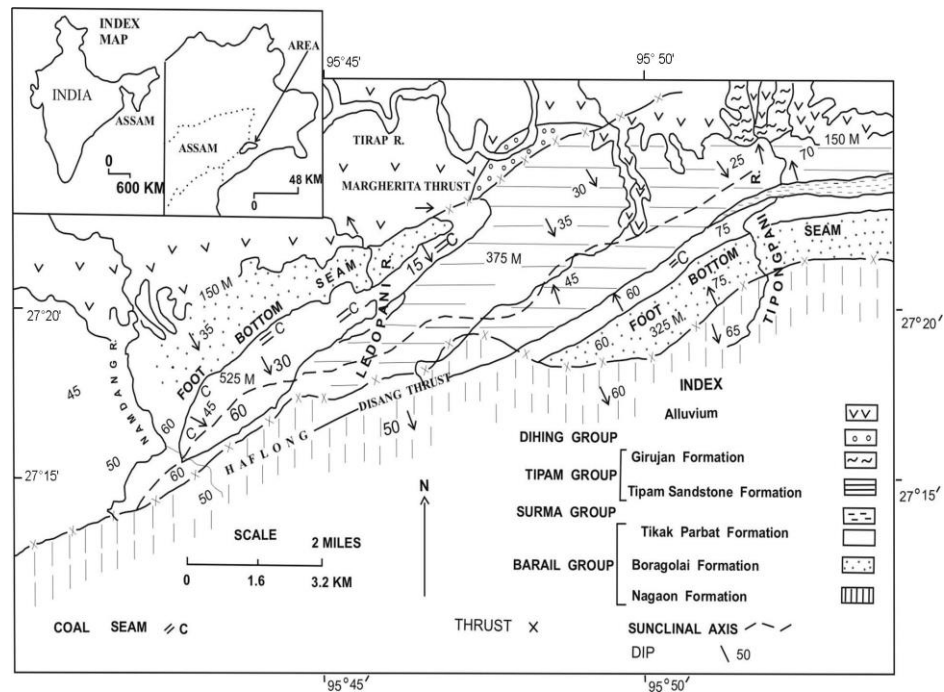 INDEX
MAP
INDIA
ASSAM
0
600 KM
AREA
ASSAM
48 KM
0
95°45'
95° 50'
TIRAP R.
MARGHERITA THRUST
150 M
25
R.
70
30
35
375 M
75
TIPONGPANI
SEAM
15
C
SEAM
BOTTOM
FOOT
150 M
35
C
C
LEDOPANI R.
45
C
60
FOOT BOTTOM
325 M.
75
60
65
27°20'
27°20'
NAMDANG R.
45
30
525 M
C
45
C
60
60
50
60
50
HAFLONG DISANG THRUST
50
60
27°15'
27°15'
N
SCALE
2 MILES
0 1.6 3.2 KM
INDEX
Alluvium
DIHING GROUP
TIPAM GROUP
Girujan Formation
Tipam Sandstone Formation
SURMA GROUP
BARAIL GROUP
Tikak Parbat Formation
Boragolai Formation
Nagaon Formation
COAL SEAM C
THRUST X
SUNCLINAL AXIS
DIP 50
95°45'
95°50'